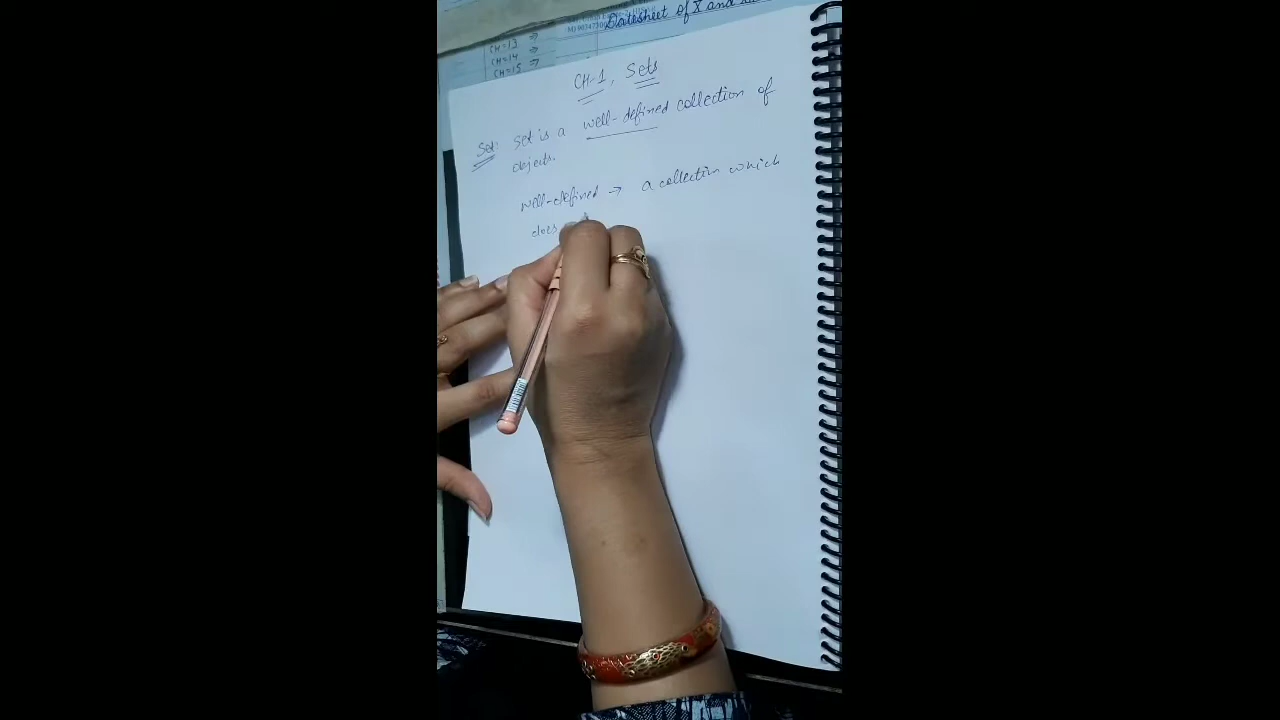 Datesheet of X and
CH=13 ⇒
CH=14 ⇒
CH=15 ⇒
CH-1, Sets
Set: Set is a well-defined collection of
objects.
well-defined → a collection which
does